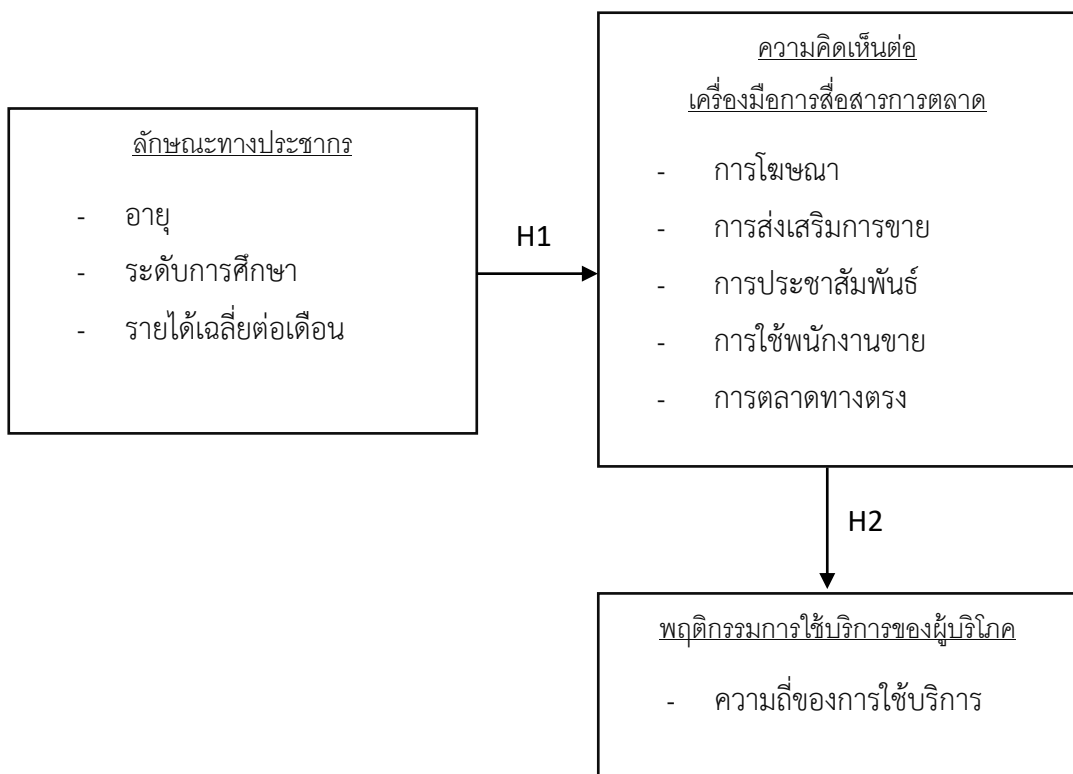 ลักษณะทางประชากร
- อายุ
- ระดับการศึกษา
- รายได้เฉลี่ยต่อเดือน
H1
ความคิดเห็นต่อ
เครื่องมือการสื่อสารการตลาด
- การโฆษณา
- การส่งเสริมการขาย
- การประชาสัมพันธ์
- การใช้พนักงานขาย
- การตลาดทางตรง
H2
พฤติกรรมการใช้บริการของผู้บริโภค
- ความถี่ของการใช้บริการ